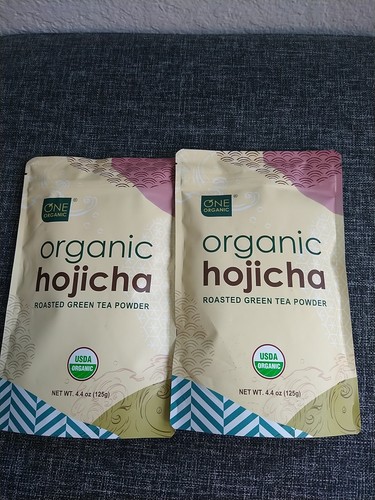 ONE
ORGANIC
organic
hojicha
ROASTED GREEN TEA POWDER
USDA
ORGANIC
NET WT. 4.4 oz (125g)
ONE
ORGANIC
organic
hojicha
ROASTED GREEN TEA POWDER
USDA
ORGANIC
NET WT. 4.4 oz (125g)